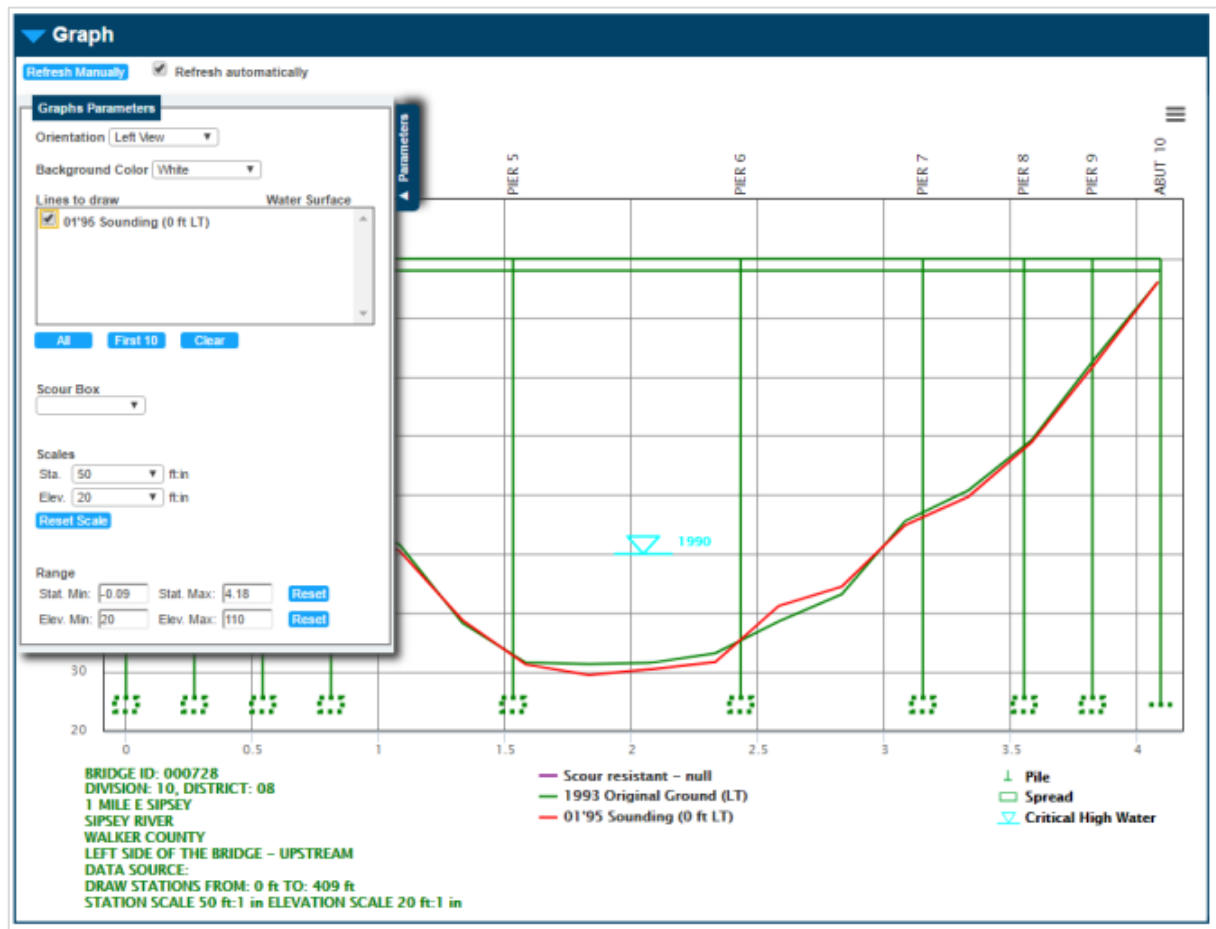 Graph
Refresh Manually Refresh automatically
Graphs Parameters
Orientation Left View
Background Color White
Lines to draw Water Surface
01'95 Sounding (0 ft LT)
All First 10 Clear
Scour Box
Scales
Sta. 50 ft:in
Elev. 20 ft:in
Reset Scale
Range
Stat. Min: -0.09 Stat. Max: 4.18 Reset
Elev. Min: 20 Elev. Max: 110 Reset
Parameters
PIER 5
PIER 6
PIER 7
PIER 8
PIER 9
ABUT 10
1990
30
20
0 0.5 1 1.5 2 2.5 3 3.5 4
BRIDGE ID: 000728
DIVISION: 10, DISTRICT: 08
1 MILE E SIPSEY
SIPSEY RIVER
WALKER COUNTY
LEFT SIDE OF THE BRIDGE – UPSTREAM
DATA SOURCE:
DRAW STATIONS FROM: 0 ft TO: 409 ft
STATION SCALE 50 ft:1 in ELEVATION SCALE 20 ft:1 in
Scour resistant – null
1993 Original Ground (LT)
01'95 Sounding (0 ft LT)
Pile
Spread
Critical High Water